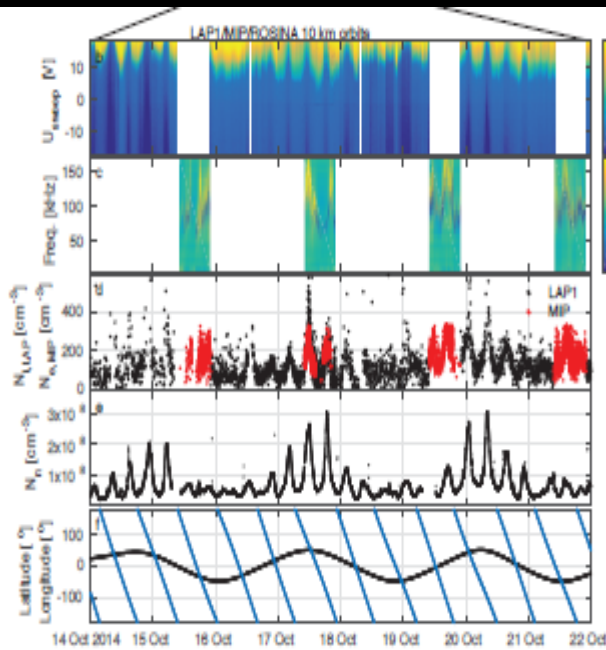 LAP1/MIP/ROSINA 10 km orbits
b
U_sweep [V]
10
0
-10
c
Freq. [kHz]
150
100
50
d
N_i,LAP [cm^-3]
N_e,MIP [cm^-3]
400
200
0
LAP1
MIP
e
N_n [cm^-3]
3x10^8
2x10^8
1x10^8
f
Latitude [°]
Longitude [°]
100
0
-100
14 Oct 2014 15 Oct 16 Oct 17 Oct 18 Oct 19 Oct 20 Oct 21 Oct 22 Oct